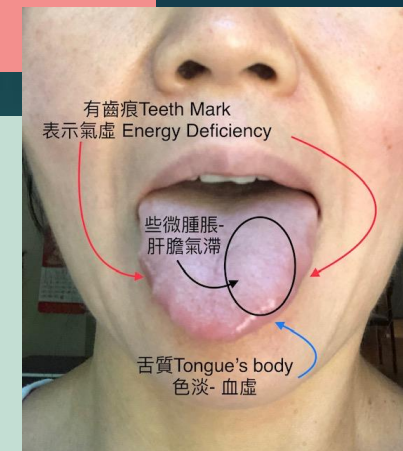 有齒痕Teeth Mark
表示氣虛 Energy Deficiency
些微腫脹-
肝膽氣滯
舌質Tongue's body
色淡- 血虛